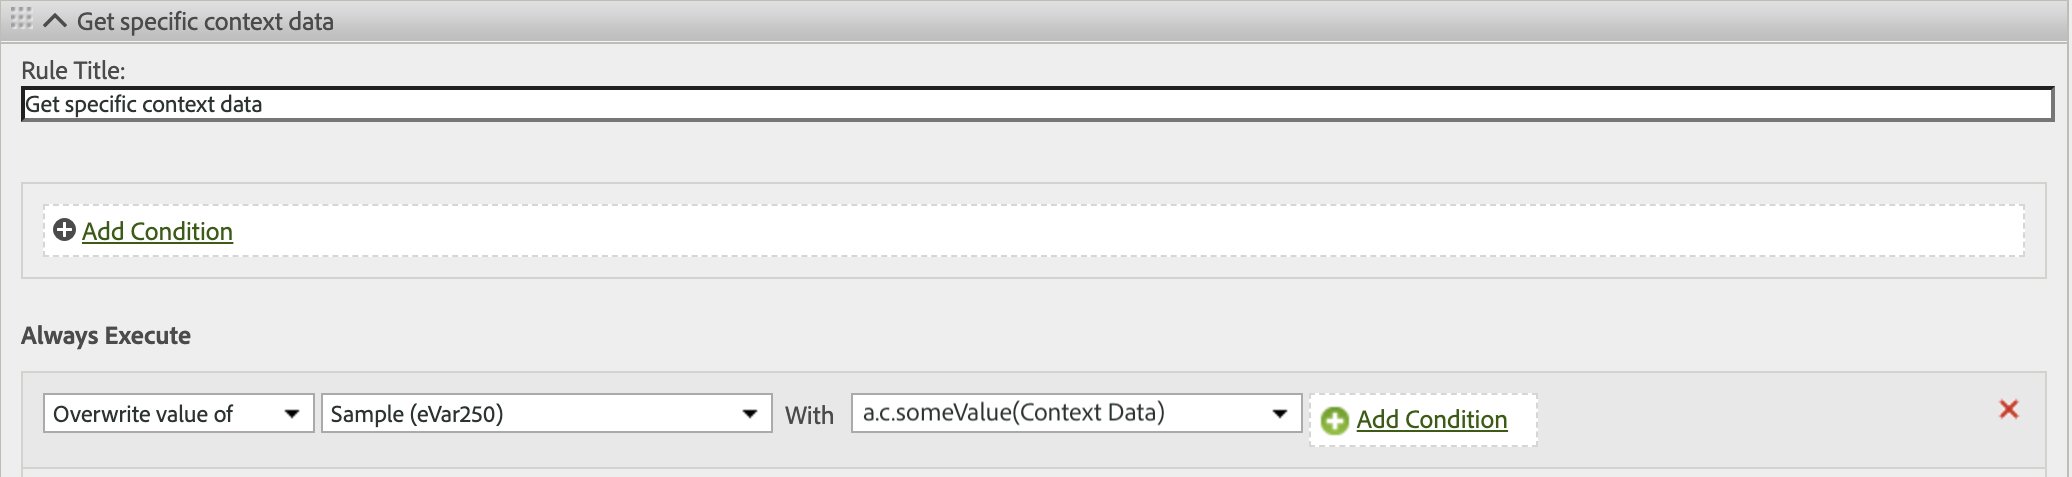 Get specific context data
Rule Title:
Get specific context data
Add Condition
Always Execute
Overwrite value of Sample (eVar250) With a.c.someValue(Context Data) Add Condition